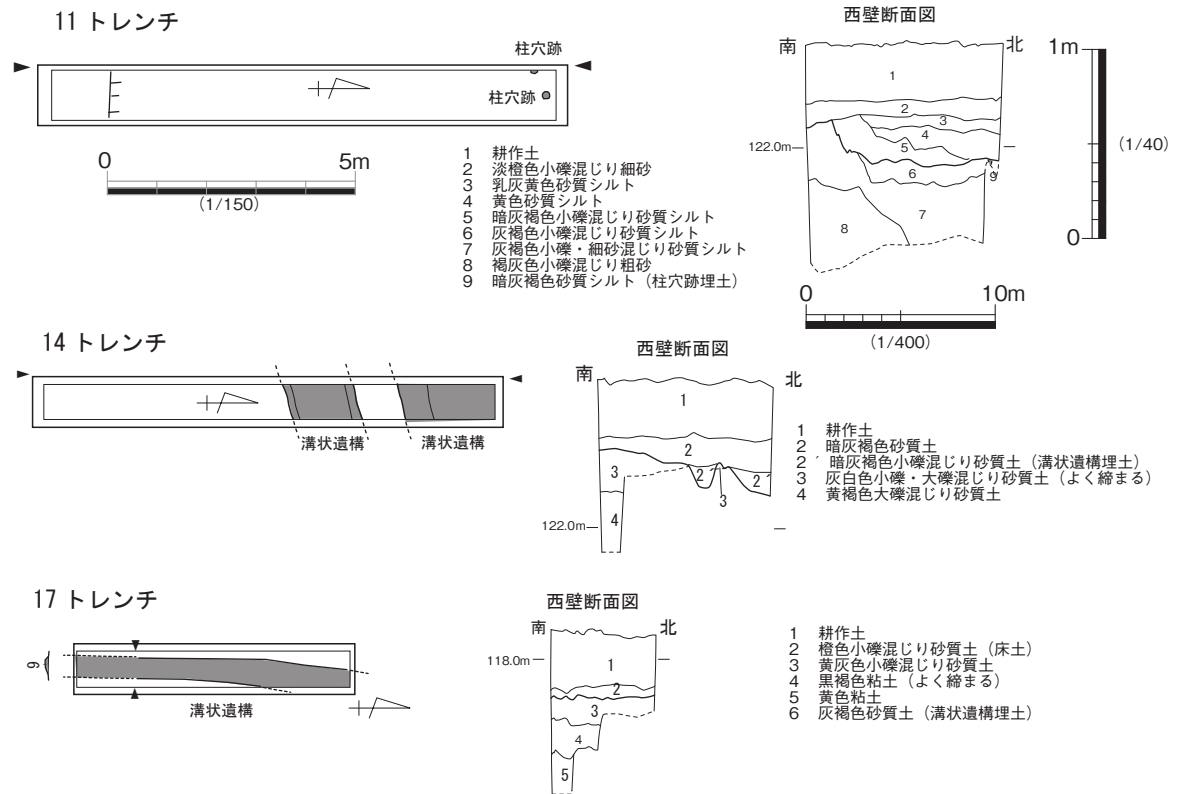 11 トレンチ
柱穴跡
柱穴跡
0 5m
(1/150)
1 耕作土
2 淡橙色小礫混じり細砂
3 乳灰黄色砂質シルト
4 黄色砂質シルト
5 暗灰褐色小礫混じり砂質シルト
6 灰褐色小礫混じり砂質シルト
7 灰褐色小礫・細砂混じり砂質シルト
8 褐灰色小礫混じり粗砂
9 暗灰褐色砂質シルト（柱穴跡埋土）
西壁断面図
南 北
1
2
3
4
5
6
9
7
8
122.0m
1m
(1/40)
0
0 10m
(1/400)
14 トレンチ
溝状遺構 溝状遺構
西壁断面図
南 北
1
2
3
2´
2´
3
4
122.0m
1 耕作土
2 暗灰褐色砂質土
2´ 暗灰褐色小礫混じり砂質土（溝状遺構埋土）
3 灰白色小礫・大礫混じり砂質土（よく締まる）
4 黄褐色大礫混じり砂質土
17 トレンチ
6
溝状遺構
西壁断面図
南 北
118.0m
1
2
3
4
5
1 耕作土
2 橙色小礫混じり砂質土（床土）
3 黄灰色小礫混じり砂質土
4 黒褐色粘土（よく締まる）
5 黄色粘土
6 灰褐色砂質土（溝状遺構埋土）